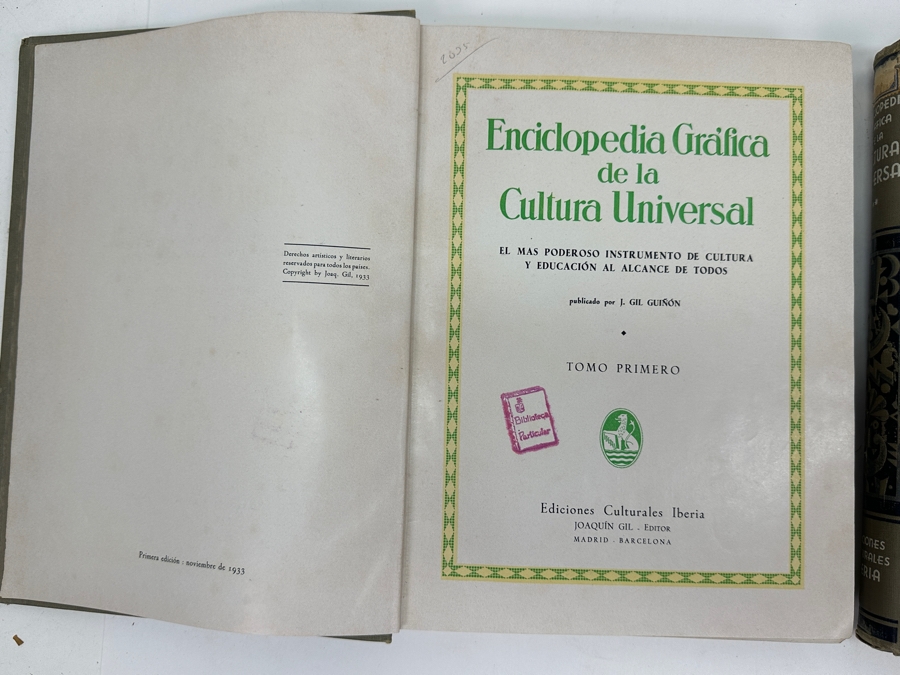 Derechos artísticos y literarios
reservados para todos los países.
Copyright by Joaq. Gil, 1933
Primera edición : noviembre de 1933
Enciclopedia Gráfica
de la
Cultura Universal
EL MAS PODEROSO INSTRUMENTO DE CULTURA
Y EDUCACIÓN AL ALCANCE DE TODOS
publicado por J. GIL GUIÑÓN
TOMO PRIMERO
Biblioteca
Particular
Ediciones Culturales Iberia
JOAQUÍN GIL - EDITOR
MADRID - BARCELONA